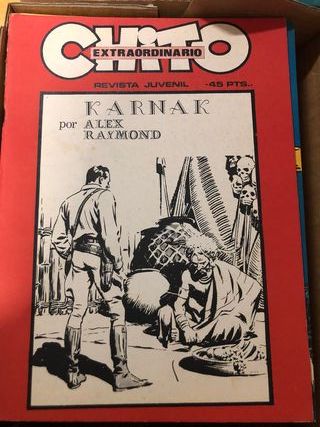 CHiTO
EXTRAORDINARIO
REVISTA JUVENIL -45 PTS.-
KARNAK
por ALEX
RAYMOND